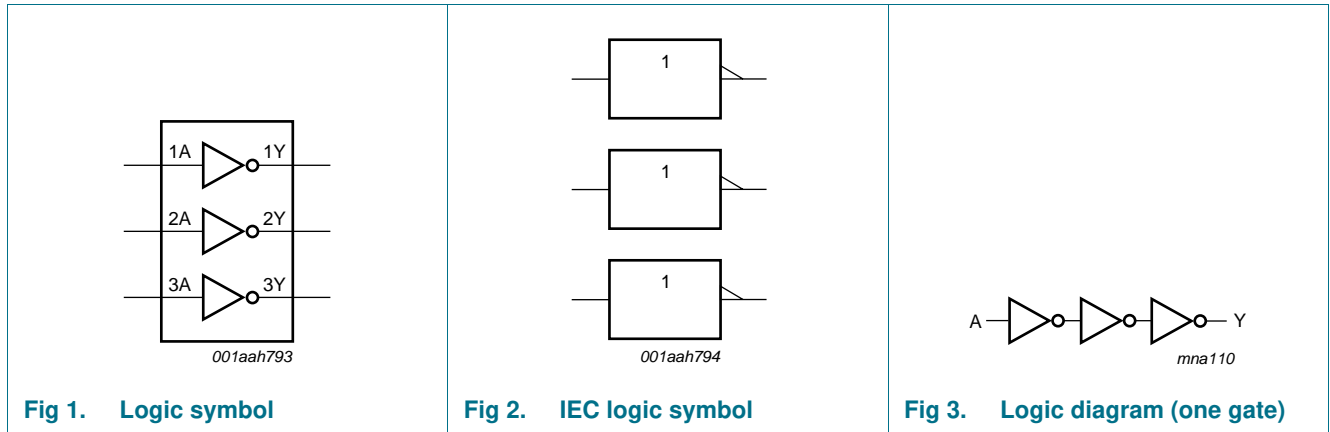 1A 1Y
2A 2Y
3A 3Y
001aah793
Fig 1. Logic symbol
1
1
1
001aah794
Fig 2. IEC logic symbol
A Y
mna110
Fig 3. Logic diagram (one gate)